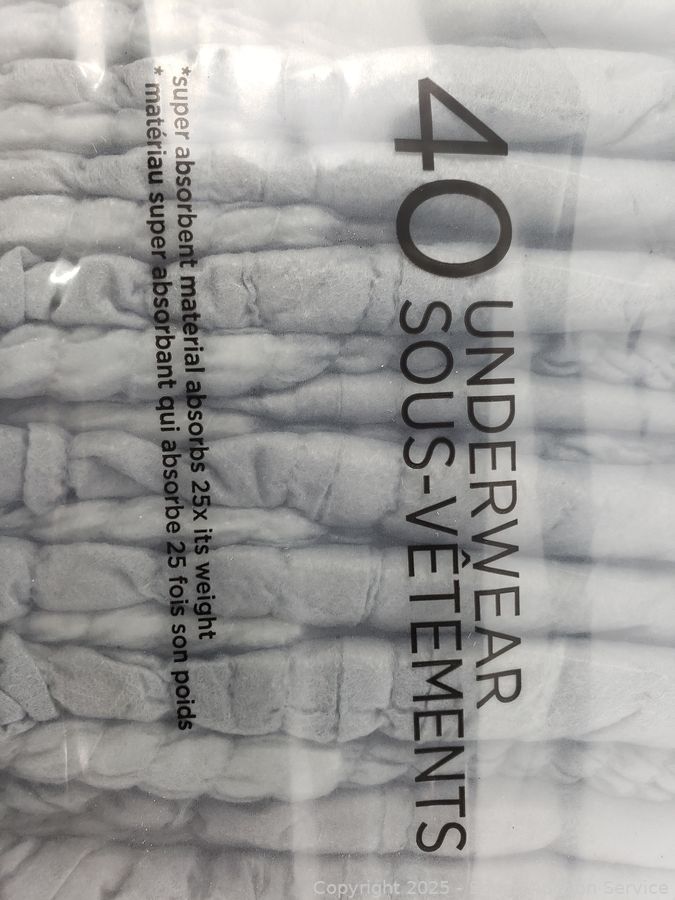 40
UNDERWEAR
SOUS-VÊTEMENTS
*super absorbent material absorbs 25x its weight
* matériau super absorbant qui absorbe 25 fois son poids
Copyright 2025 - Service